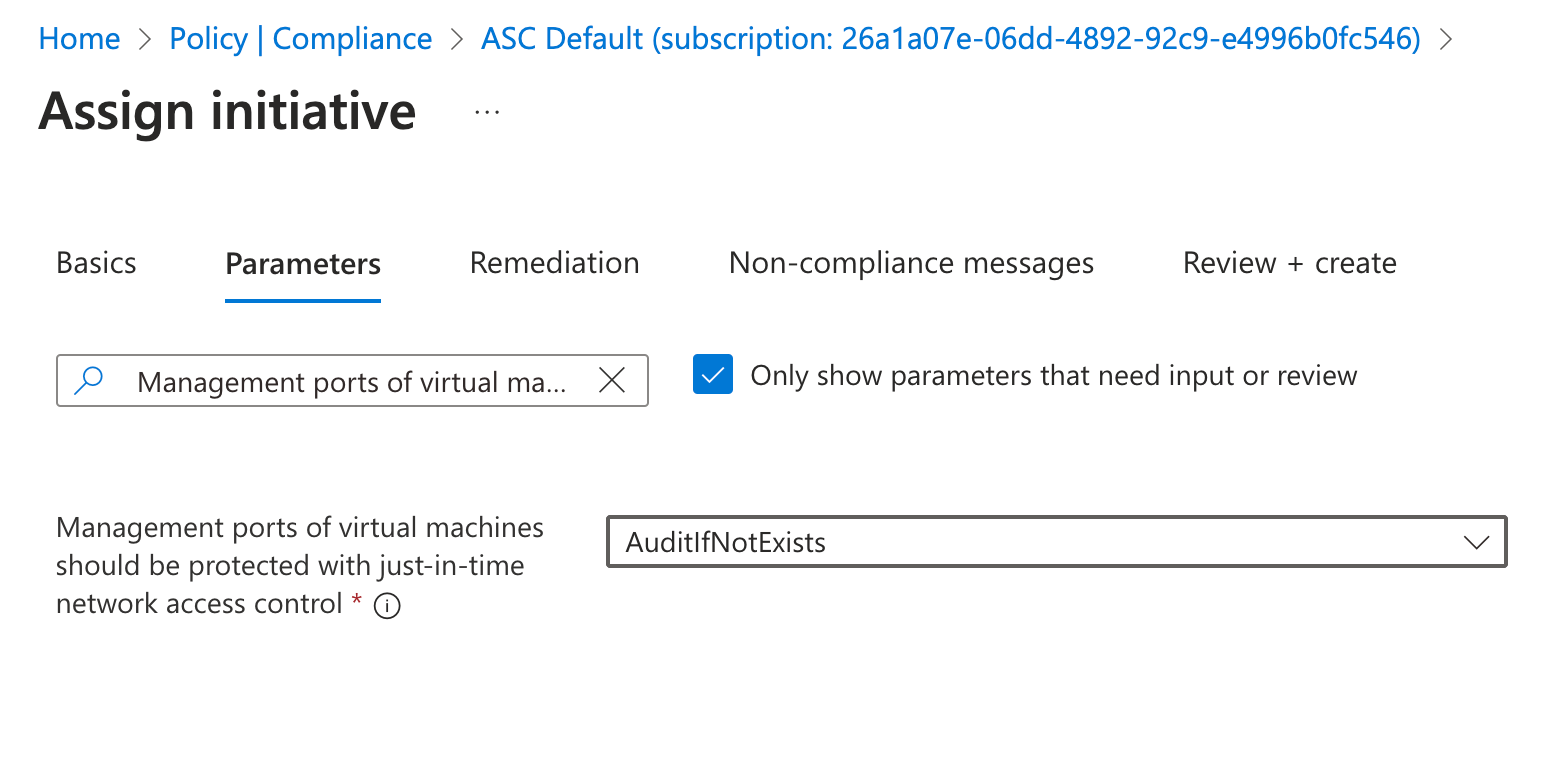 Home > Policy | Compliance > ASC Default (subscription: 26a1a07e-06dd-4892-92c9-e4996b0fc546) >
Assign initiative ...
Basics Parameters Remediation Non-compliance messages Review + create
Management ports of virtual ma... Only show parameters that need input or review
Management ports of virtual machines
should be protected with just-in-time
network access control *
AuditIfNotExists